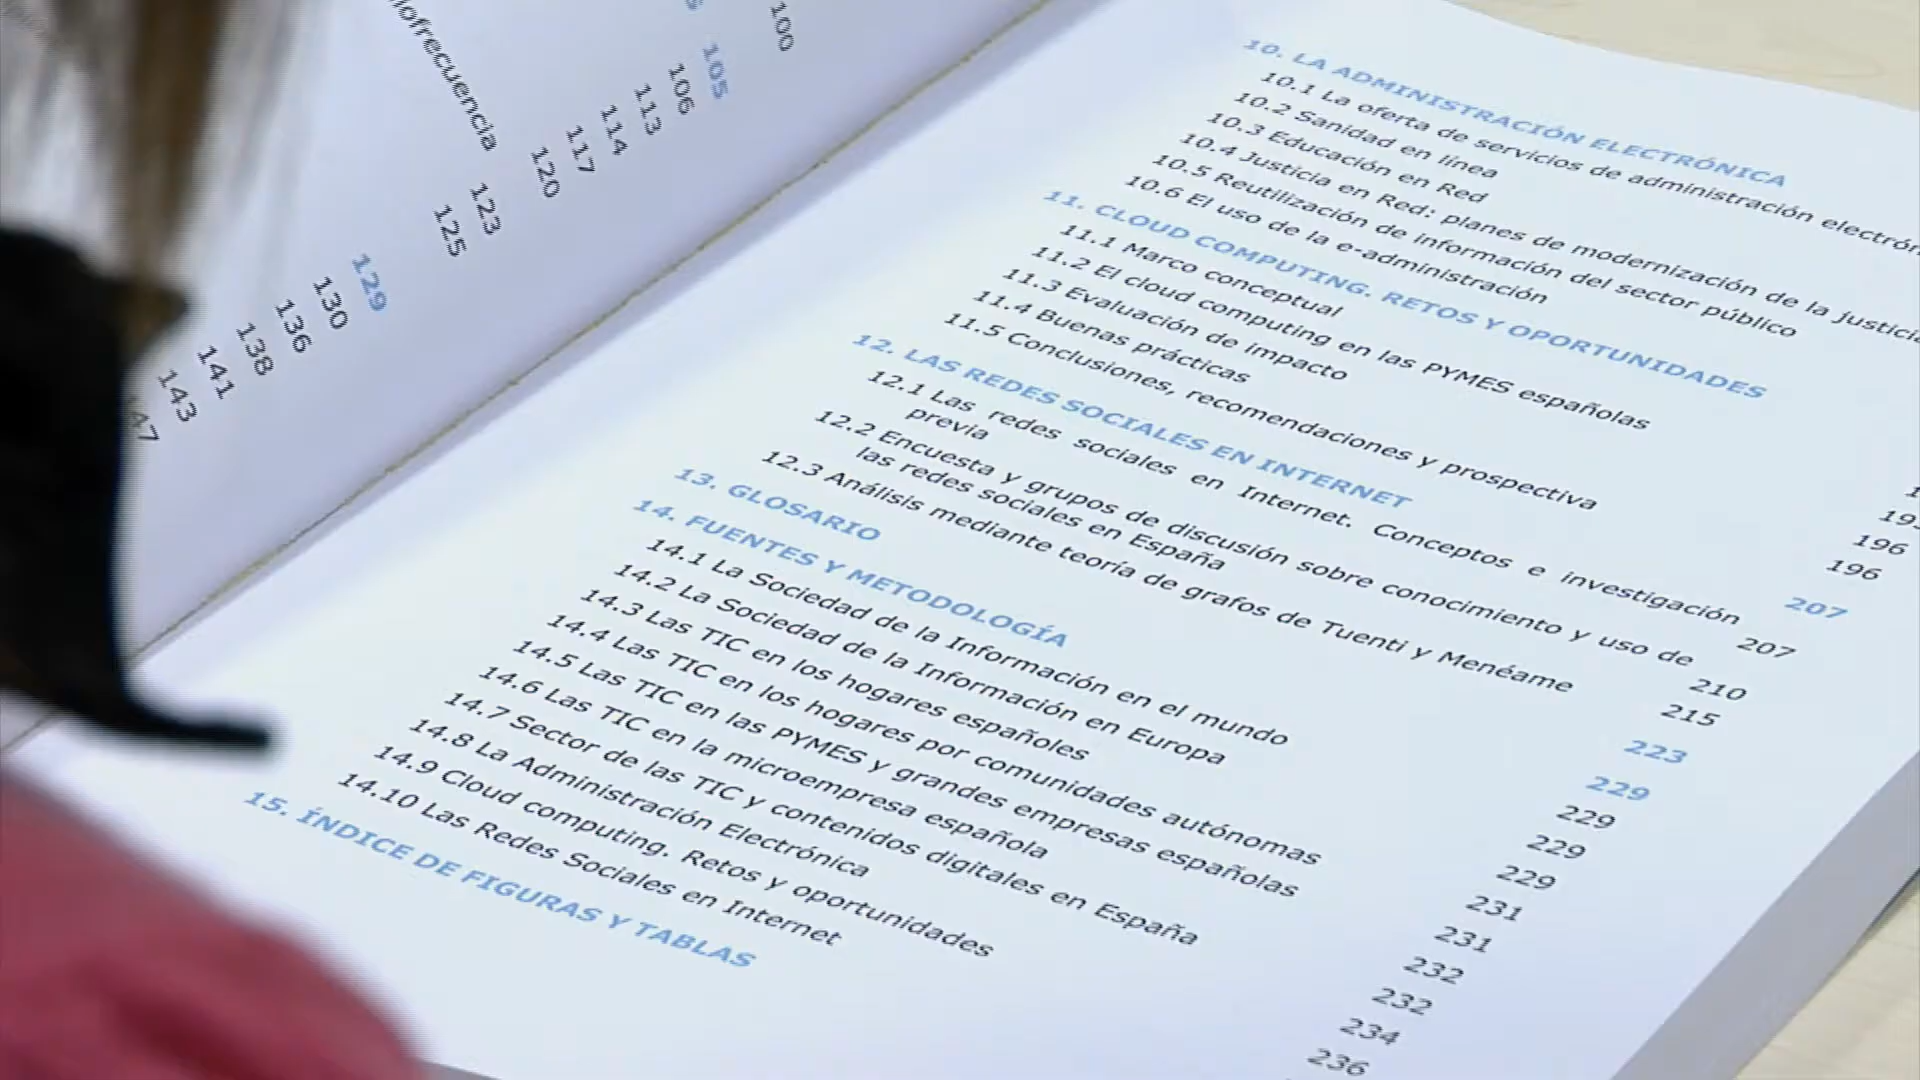 100
105
106
113
114
117
120
123
125
129
130
136
138
141
143
10. LA ADMINISTRACIÓN ELECTRÓNICA
10.1 La oferta de servicios de administración
10.2 Sanidad en línea
10.3 Educación en Red
10.4 Justicia en Red: planes de modernización de la
10.5 Reutilización de información del sector público
10.6 El uso de la e-administración
11. CLOUD COMPUTING. RETOS Y OPORTUNIDADES
11.1 Marco conceptual
11.2 El cloud computing en las PYMES españolas
11.3 Evaluación de impacto
11.4 Buenas prácticas
11.5 Conclusiones, recomendaciones y prospectiva
196
196
12. LAS REDES SOCIALES EN INTERNET 207
12.1 Las redes sociales en Internet. Conceptos e investigación
previa 207
12.2 Encuesta y grupos de discusión sobre conocimiento y uso de
las redes sociales en España 210
12.3 Análisis mediante teoría de grafos de Tuenti y Menéame 215
13. GLOSARIO 223
14. FUENTES Y METODOLOGÍA 229
14.1 La Sociedad de la Información en el mundo 229
14.2 La Sociedad de la Información en Europa 229
14.3 Las TIC en los hogares españoles 229
14.4 Las TIC en los hogares por comunidades autónomas 231
14.5 Las TIC en las PYMES y grandes empresas españolas 231
14.6 Las TIC en la microempresa española 232
14.7 Sector de las TIC y contenidos digitales en España 232
14.8 La Administración Electrónica 234
14.9 Cloud computing. Retos y oportunidades 236
14.10 Las Redes Sociales en Internet
15. ÍNDICE DE FIGURAS Y TABLAS